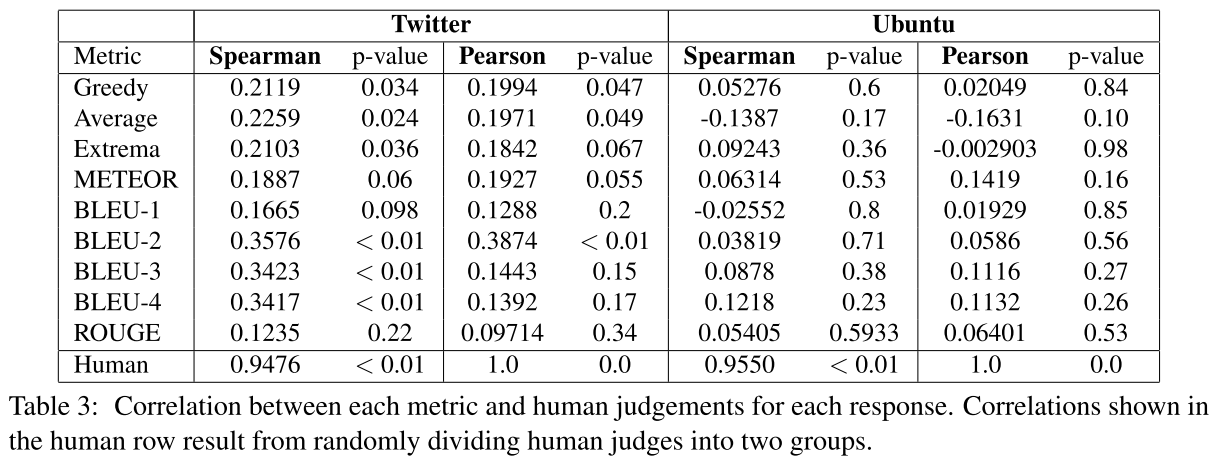 Twitter Ubuntu
Metric Spearman p-value Pearson p-value Spearman p-value Pearson p-value
Greedy 0.2119 0.034 0.1994 0.047 0.05276 0.6 0.02049 0.84
Average 0.2259 0.024 0.1971 0.049 -0.1387 0.17 -0.1631 0.10
Extrema 0.2103 0.036 0.1842 0.067 0.09243 0.36 -0.002903 0.98
METEOR 0.1887 0.06 0.1927 0.055 0.06314 0.53 0.1419 0.16
BLEU-1 0.1665 0.098 0.1288 0.2 -0.02552 0.8 0.01929 0.85
BLEU-2 0.3576 < 0.01 0.3874 < 0.01 0.03819 0.71 0.0586 0.56
BLEU-3 0.3423 < 0.01 0.1443 0.15 0.0878 0.38 0.1116 0.27
BLEU-4 0.3417 < 0.01 0.1392 0.17 0.1218 0.23 0.1132 0.26
ROUGE 0.1235 0.22 0.09714 0.34 0.05405 0.5933 0.06401 0.53
Human 0.9476 < 0.01 1.0 0.0 0.9550 < 0.01 1.0 0.0
Table 3: Correlation between each metric and human judgements for each response. Correlations shown in
the human row result from randomly dividing human judges into two groups.